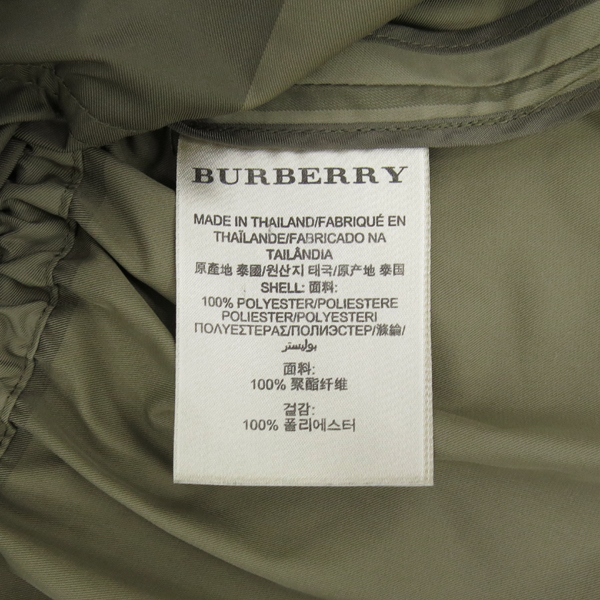 BURBERRY
MADE IN THAILAND/FABRIQUÉ EN
THAÏLANDE/FABRICADO NA
TAILÂNDIA
原產地 泰國/원산지 태국/原产地 泰国
SHELL: 面料:
100% POLYESTER/POLIESTERE
POLIESTER/POLYESTERI
ΠΟΛΥΕΣΤΕΡΑΣ/ПОЛИЭСТЕР/滌綸/
بوليستر
面料:
100% 聚酯纤维
겉감:
100% 폴리에스터